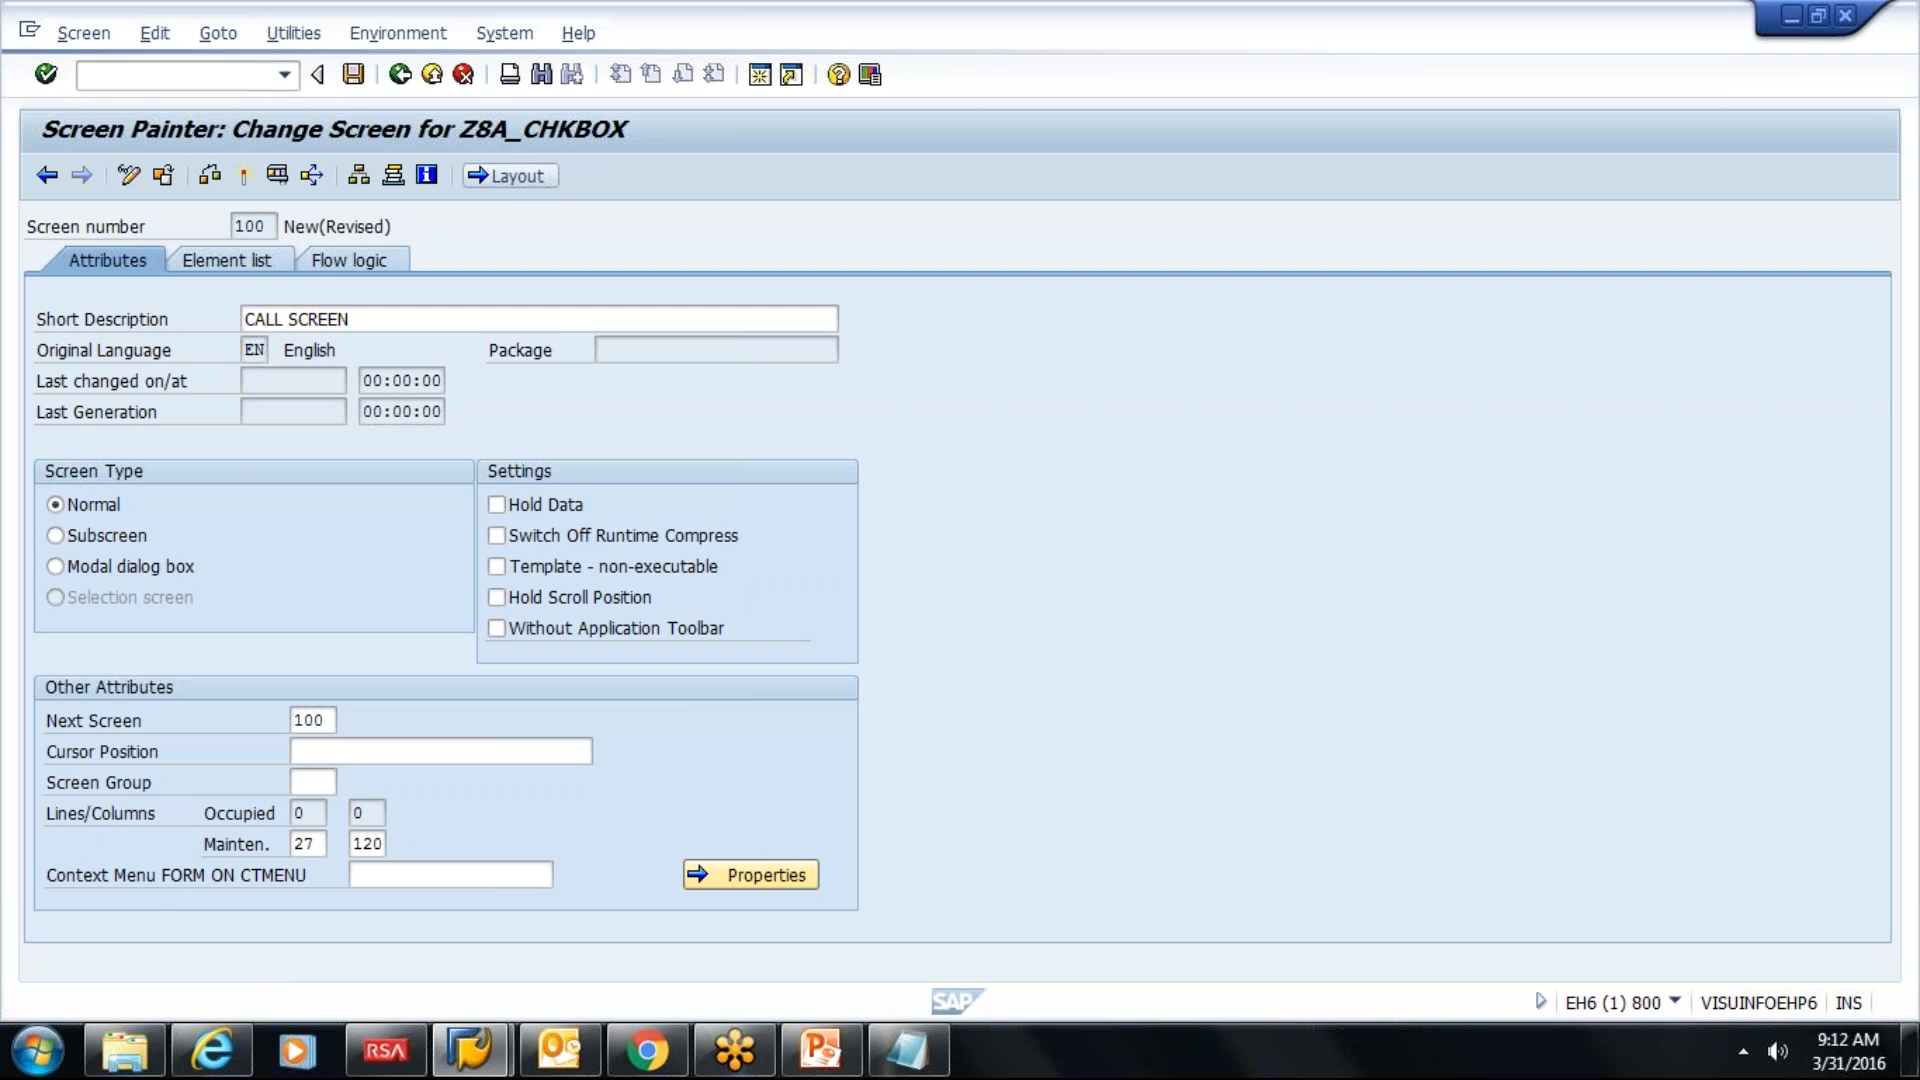 Screen Edit Goto Utilities Environment System Help
Screen Painter: Change Screen for Z8A_CHKBOX
Layout
Screen number 100 New(Revised)
Attributes Element list Flow logic
Short Description CALL SCREEN
Original Language EN English Package
Last changed on/at 00:00:00
Last Generation 00:00:00
Screen Type Settings
Normal Hold Data
Subscreen Switch Off Runtime Compress
Modal dialog box Template - non-executable
Selection screen Hold Scroll Position
Without Application Toolbar
Other Attributes
Next Screen 100
Cursor Position
Screen Group
Lines/Columns Occupied 0 0
Mainten. 27 120
Context Menu FORM ON CTMENU Properties
SAP EH6 (1) 800 VISUINFOEHP6 INS
RSA 9:12 AM
3/31/2016